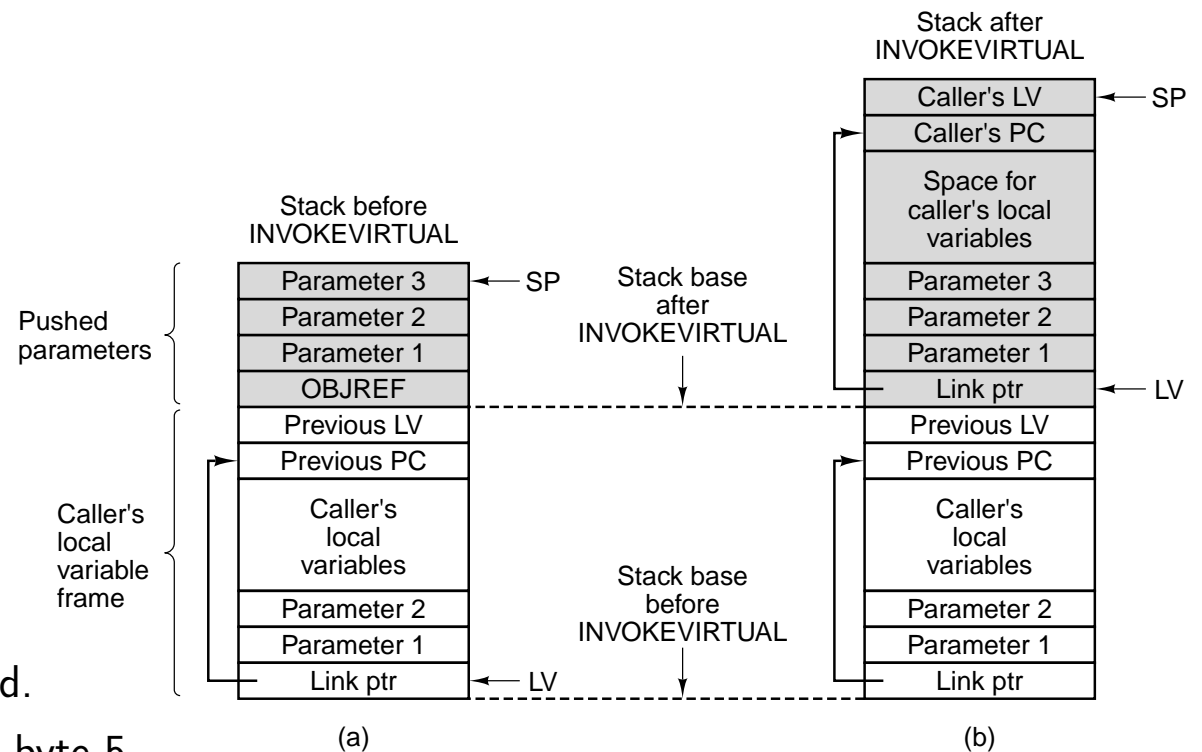 Stack after
INVOKEVIRTUAL
Caller's LV
SP
Caller's PC
Space for
caller's local
variables
Stack before
INVOKEVIRTUAL
Parameter 3
SP
Stack base
after
INVOKEVIRTUAL
Parameter 3
Pushed
parameters
Parameter 2
Parameter 2
Parameter 1
Parameter 1
OBJREF
Link ptr
LV
Previous LV
Previous LV
Previous PC
Previous PC
Caller's
local
variable
frame
Caller's
local
variables
Caller's
local
variables
Stack base
before
INVOKEVIRTUAL
Parameter 2
Parameter 2
Parameter 1
Parameter 1
d.
Link ptr
LV
Link ptr
byte 5
(a)
(b)